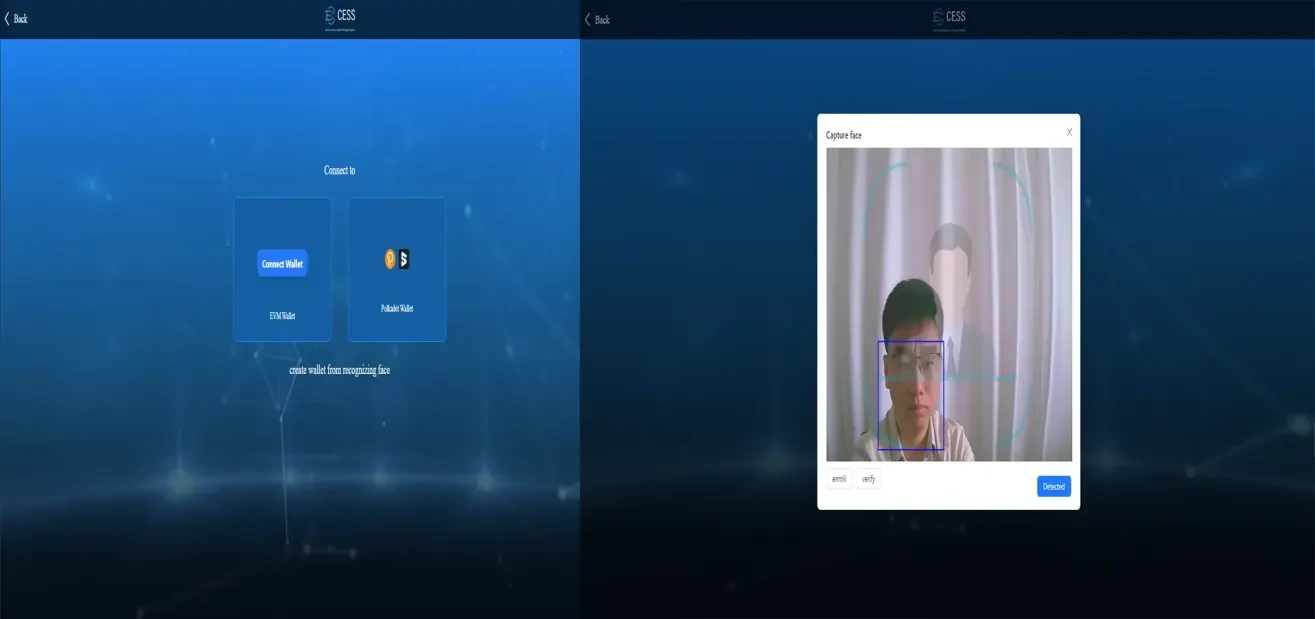 Back
CESS
Connect to
Connect Wallet
EVM Wallet
Polkadot Wallet
create wallet from recognizing face
Back
CESS
Capture face
X
enroll
verify
Detected